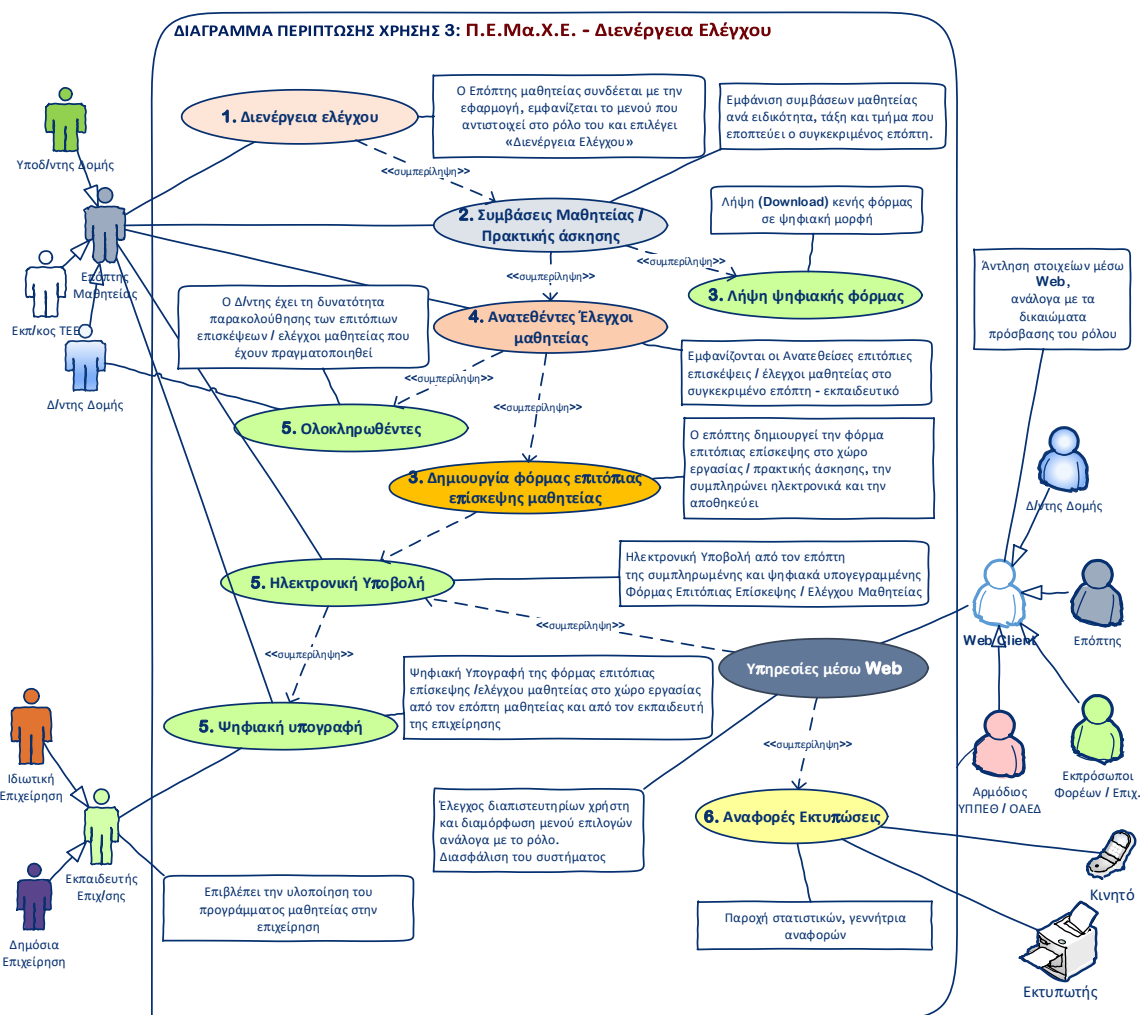 ΔΙΑΓΡΑΜΜΑ ΠΕΡΙΠΤΩΣΗΣ ΧΡΗΣΗΣ 3: Π.Ε.Μα.Χ.Ε. - Διενέργεια Ελέγχου
Υποδ/ντης Δομής
Επόπτης
Μαθητείας
Εκπ/κος ΤΕΕ
Δ/ντης Δομής
1. Διενέργεια ελέγχου
Ο Επόπτης μαθητείας συνδέεται με την
εφαρμογή, εμφανίζεται το μενού που
αντιστοιχεί στο ρόλο του και επιλέγει
«Διενέργεια Ελέγχου»
Εμφάνιση συμβάσεων μαθητείας
ανά ειδικότητα, τάξη και τμήμα που
εποπτεύει ο συγκεκριμένος επόπτη.
<<συμπερίληψη>>
2. Συμβάσεις Μαθητείας /
Πρακτικής άσκησης
Λήψη (Download) κενής φόρμας
σε ψηφιακή μορφή
<<συμπερίληψη>>
<<συμπερίληψη>>
3. Λήψη ψηφιακής φόρμας
Ο Δ/ντης έχει τη δυνατότητα
παρακολούθησης των επιτόπιων
επισκέψεων / ελέγχοι μαθητείας που
έχουν πραγματοποιηθεί
4. Ανατεθέντες Έλεγχοι
μαθητείας
Εμφανίζονται οι Ανατεθείσες επιτόπιες
επισκέψεις / έλεγχοι μαθητείας στο
συγκεκριμένο επόπτη - εκπαιδευτικό
<<συμπερίληψη>>
<<συμπερίληψη>>
5. Ολοκληρωθέντες
Ο επόπτης δημιουργεί την φόρμα
επιτόπιας επίσκεψης στο χώρο
εργασίας / πρακτικής άσκησης, την
συμπληρώνει ηλεκτρονικά και την
αποθηκεύει
3. Δημιουργία φόρμας επιτόπιας
επίσκεψης μαθητείας
5. Ηλεκτρονική Υποβολή
Ηλεκτρονική Υποβολή από τον επόπτη
της συμπληρωμένης και ψηφιακά υπογεγραμμένης
Φόρμας Επιτόπιας Επίσκεψης / Ελέγχου Μαθητείας
<<συμπερίληψη>>
<<συμπερίληψη>>
Υπηρεσίες μέσω Web
Ψηφιακή Υπογραφή της φόρμας επιτόπιας
επίσκεψης /ελέγχου μαθητείας στο χώρο εργασίας
από τον επόπτη μαθητείας και από τον εκπαιδευτή
της επιχείρησης
5. Ψηφιακή υπογραφή
<<συμπερίληψη>>
Έλεγχος διαπιστευτηρίων χρήστη
και διαμόρφωση μενού επιλογών
ανάλογα με το ρόλο.
Διασφάλιση του συστήματος
6. Αναφορές Εκτυπώσεις
Παροχή στατιστικών, γεννήτρια
αναφορών
Ιδιωτική
Επιχείρηση
Εκπαιδευτής
Επιχ/σης
Δημόσια
Επιχείρηση
Επιβλέπει την υλοποίηση του
προγράμματος μαθητείας στην
επιχείρηση
Άντληση στοιχείων μέσω
Web,
ανάλογα με τα
δικαιώματα
πρόσβασης του ρόλου
Δ/ντης Δομής
Web Client
Επόπτης
Αρμόδιος
ΥΠΠΕΘ / ΟΑΕΔ
Εκπρόσωποι
Φορέων / Επιχ.
Κινητό
Εκτυπωτής